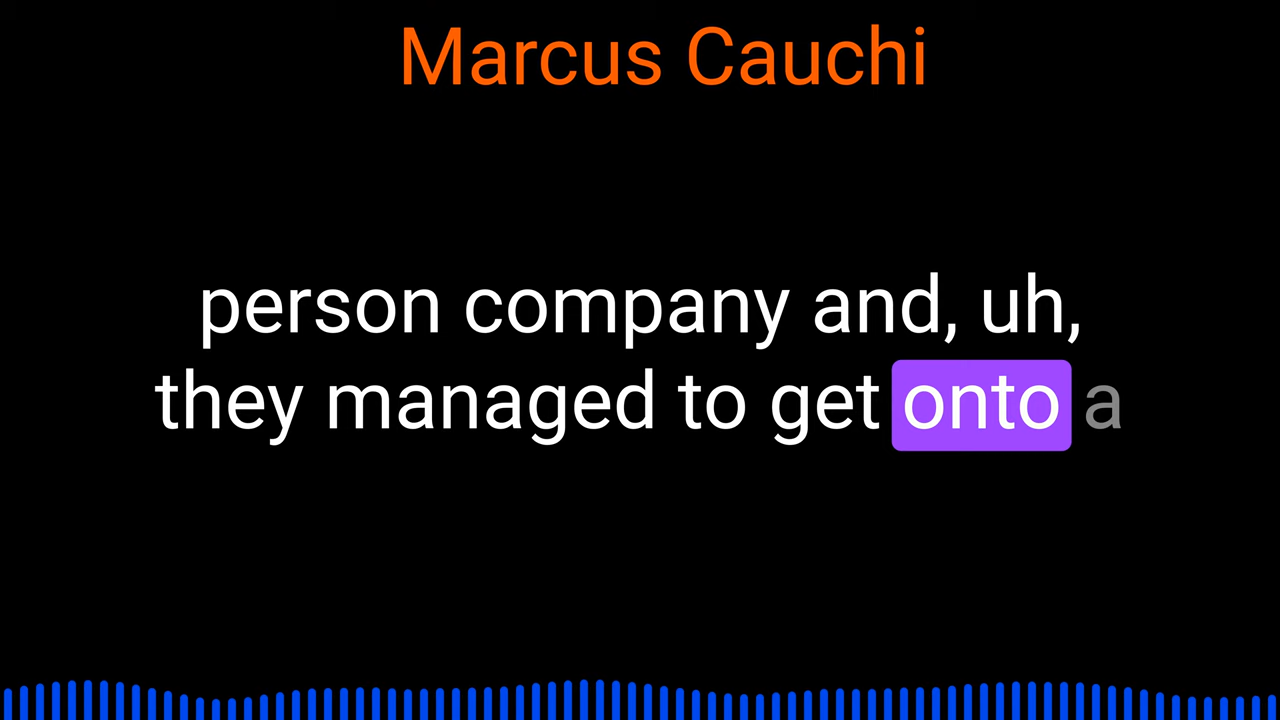 Marcus Cauchi
person company and, uh,
they managed to get onto a